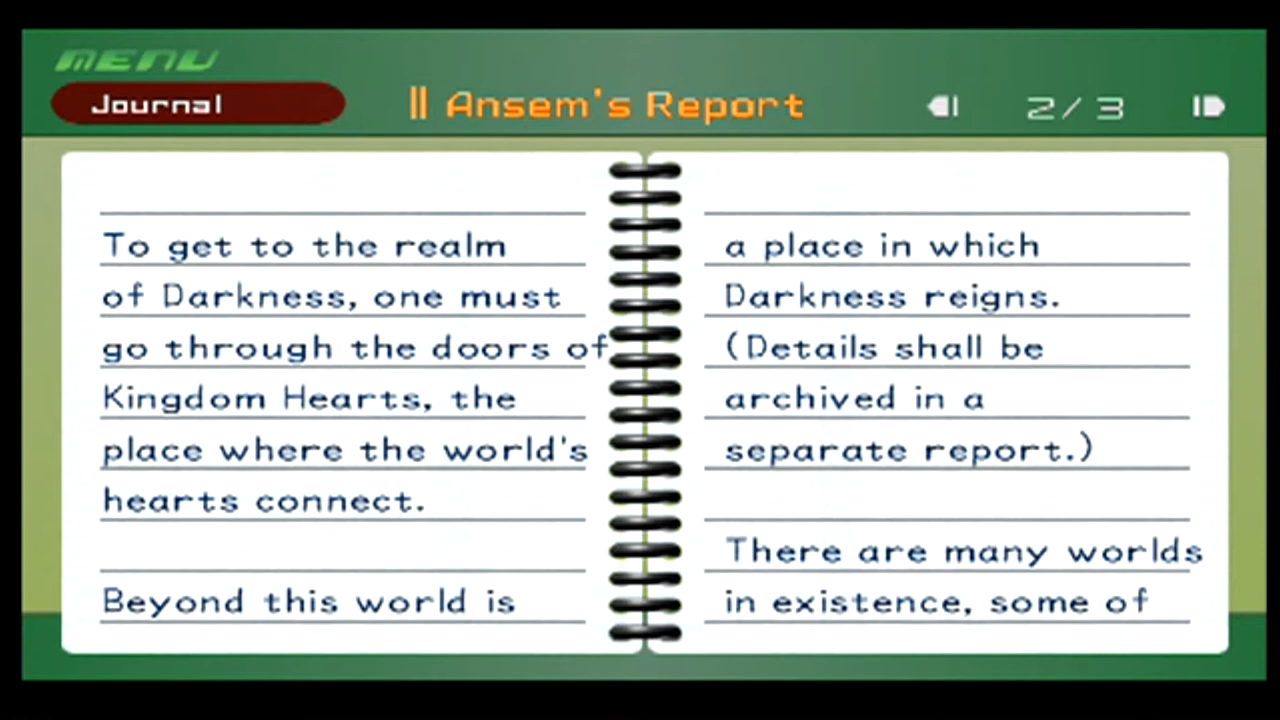 MENU
Journal
Ansem's Report
2/3
To get to the realm
of Darkness, one must
go through the doors of
Kingdom Hearts, the
place where the world's
hearts connect.
Beyond this world is
a place in which
Darkness reigns.
(Details shall be
archived in a
separate report.)
There are many worlds
in existence, some of